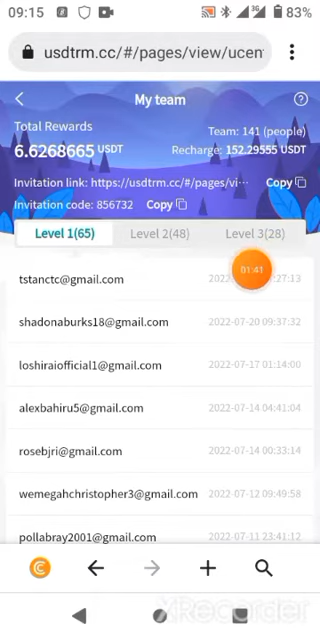 09:15 3G 83%
usdtrm.cc/#/pages/view/ucent
My team
Total Rewards
Team: 141 (people)
6.6268665 USDT
Recharge: 152.29555 USDT
Invitation link: https://usdtrm.cc/#/pages/vi··· Copy
Invitation code: 856732 Copy
Level 1(65) Level 2(48) Level 3(28)
01:41
tstanctc@gmail.com 2022- :27:13
shadonaburks18@gmail.com 2022-07-20 09:37:32
loshiraiofficial1@gmail.com 2022-07-17 01:14:00
alexbahiru5@gmail.com 2022-07-14 04:41:04
rosebjri@gmail.com 2022-07-14 00:33:14
wemegahchristopher3@gmail.com 2022-07-12 09:49:58
pollabray2001@gmail.com 2022-07-11 23:41:12
XRecorder